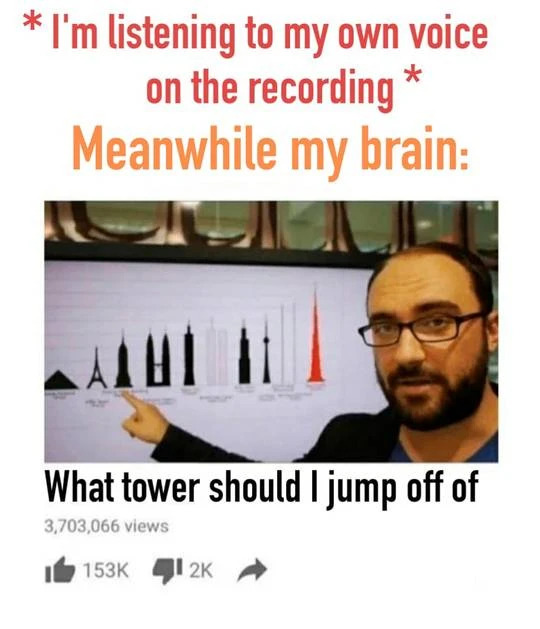 * I'm listening to my own voice
on the recording *
Meanwhile my brain:
What tower should I jump off of
3,703,066 views
153K 2K